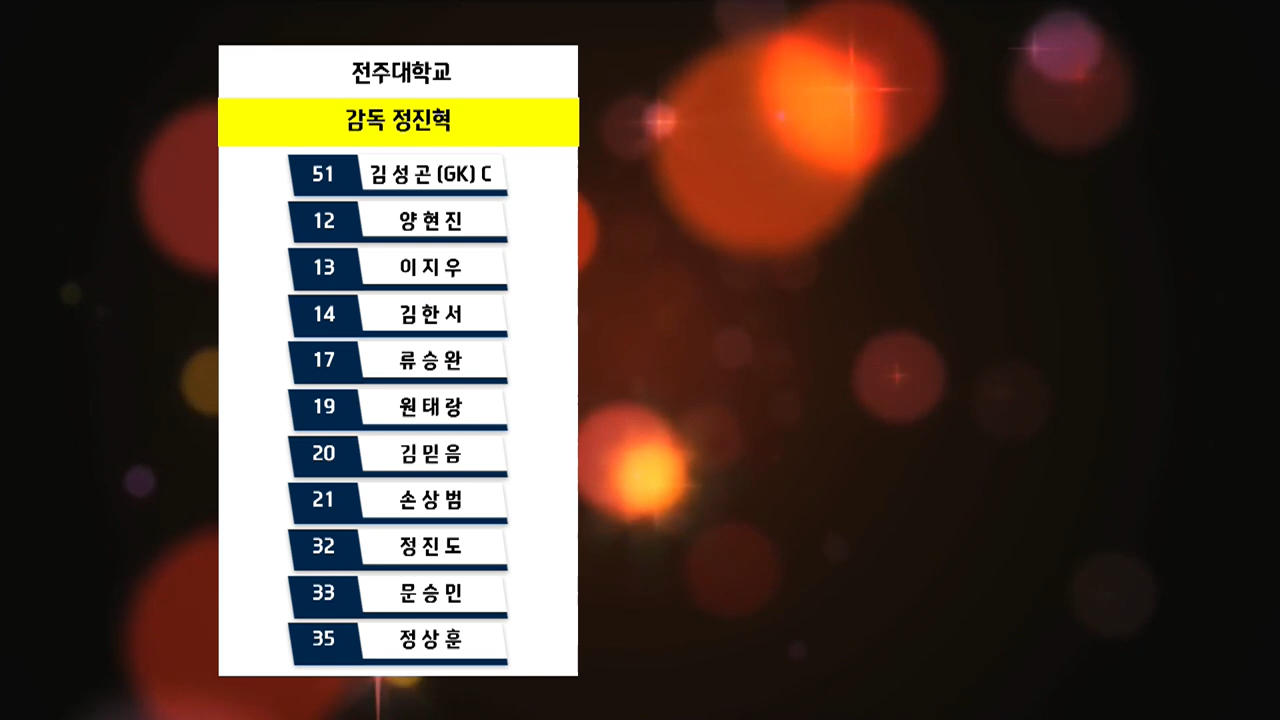 전주대학교
감독 정진혁
51 김성곤(GK) C
12 양현진
13 이지우
14 김한서
17 류승완
19 원태랑
20 김믿음
21 손상범
32 정진도
33 문승민
35 정상훈